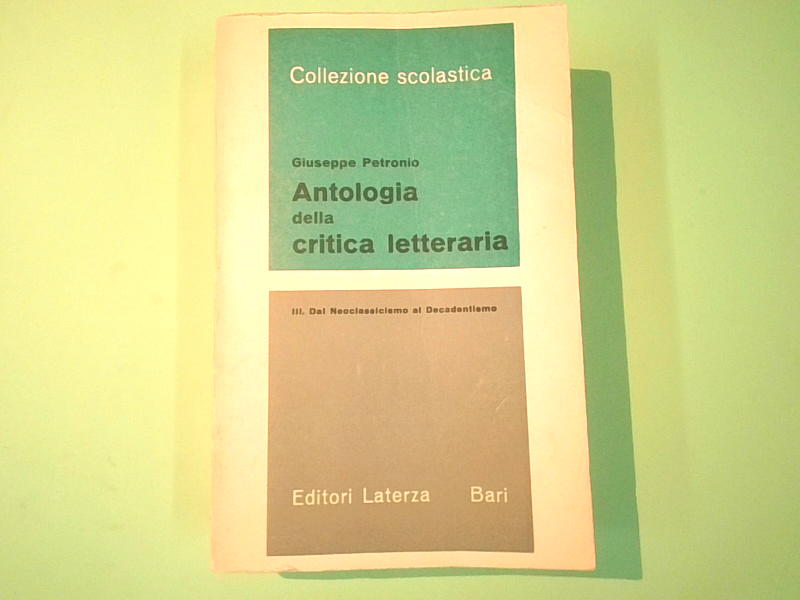 Collezione scolastica
Giuseppe Petronio
Antologia
della
critica letteraria
III. Dal Neoclassicismo al Decadentismo
Editori Laterza Bari